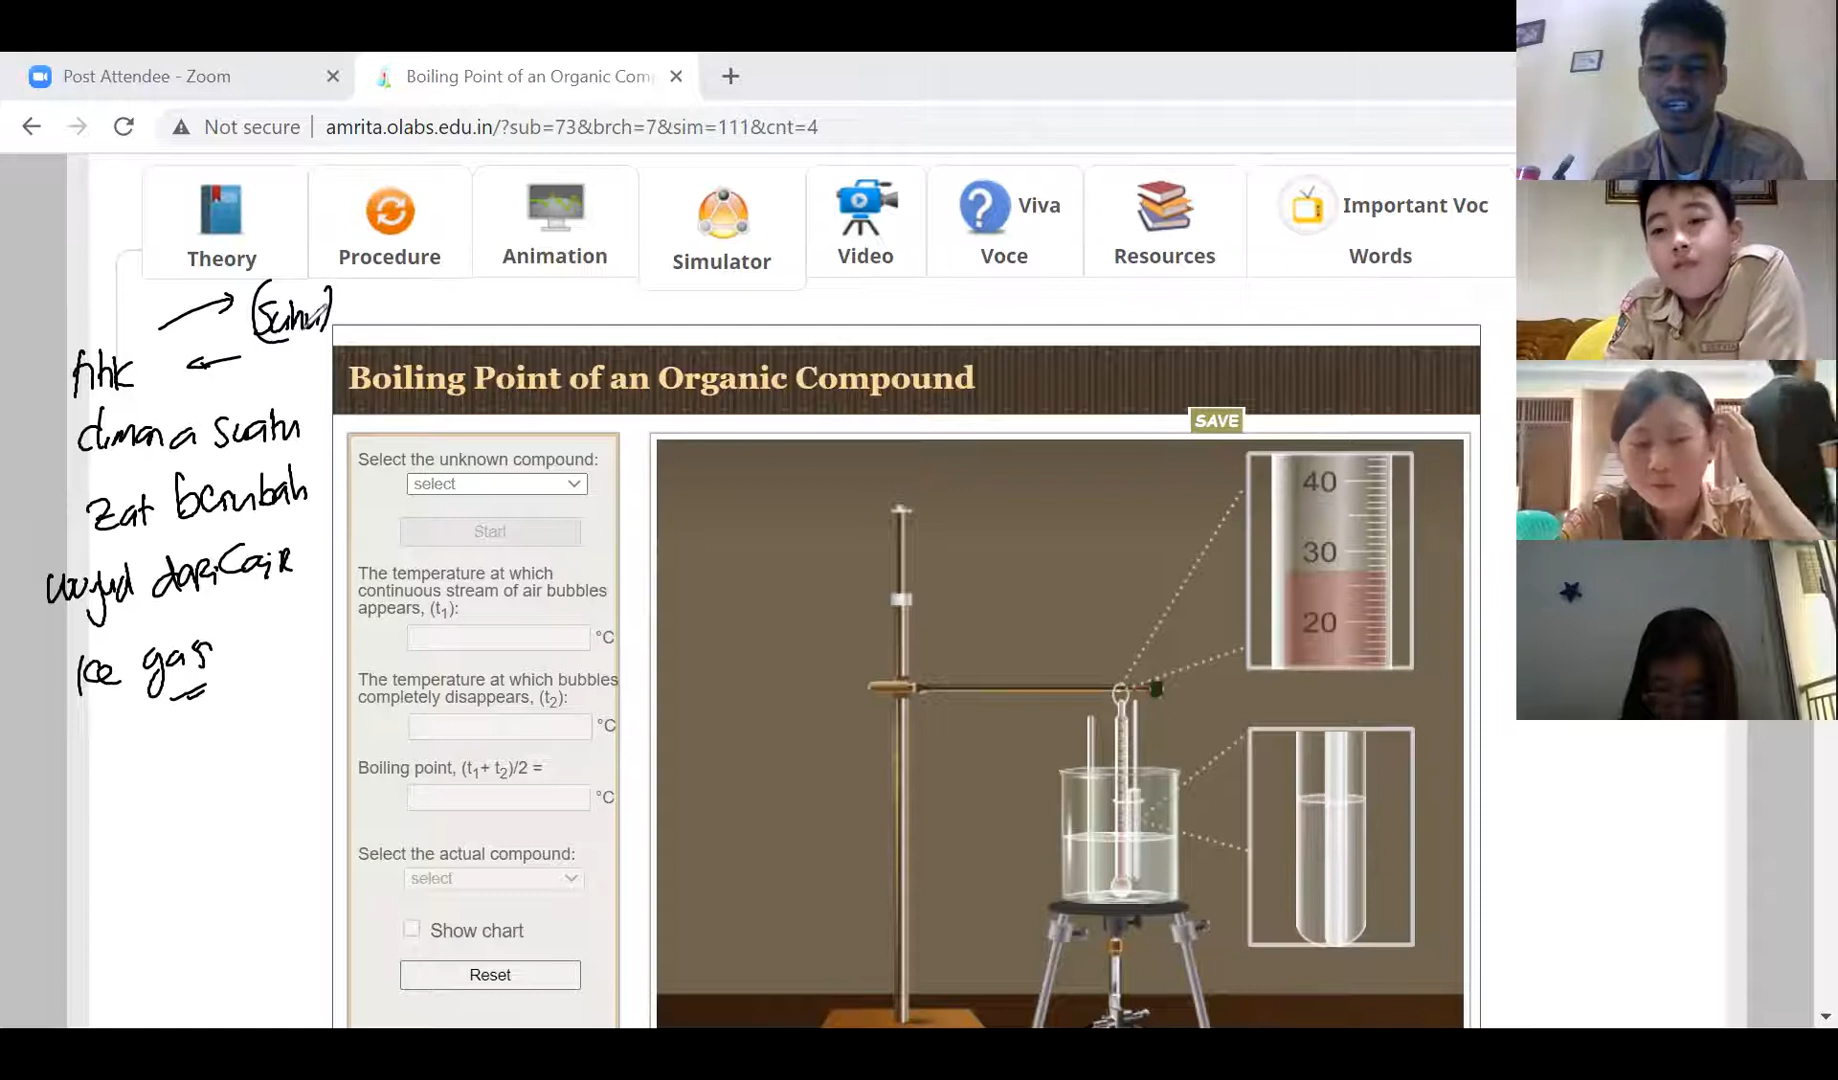 Post Attendee - Zoom
Boiling Point of an Organic Com
Not secure
amrita.olabs.edu.in/?sub=73&brch=7&sim=111&cnt=4
Theory
Procedure
Animation
Simulator
Video
Viva
Voce
Resources
Important Voc
Words
(Suhu)
titik
dimana suatu
zat berubah
wujud dari cair
ke gas
Boiling Point of an Organic Compound
SAVE
Select the unknown compound:
select
Start
The temperature at which
continuous stream of air bubbles
appears, (t1):
°C
The temperature at which bubbles
completely disappears, (t2):
°C
Boiling point, (t1+ t2)/2 =
°C
Select the actual compound:
select
Show chart
Reset
40
30
20